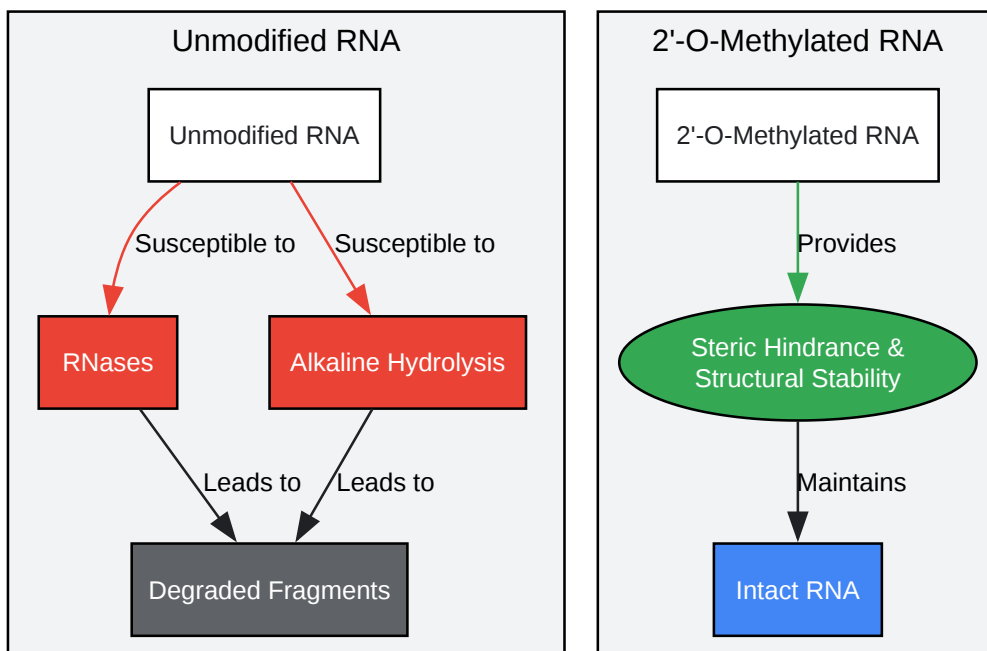 Unmodified RNA
Unmodified RNA
Susceptible to
Susceptible to
RNases
Alkaline Hydrolysis
Leads to
Leads to
Degraded Fragments
2'-O-Methylated RNA
2'-O-Methylated RNA
Provides
Steric Hindrance &
Structural Stability
Maintains
Intact RNA